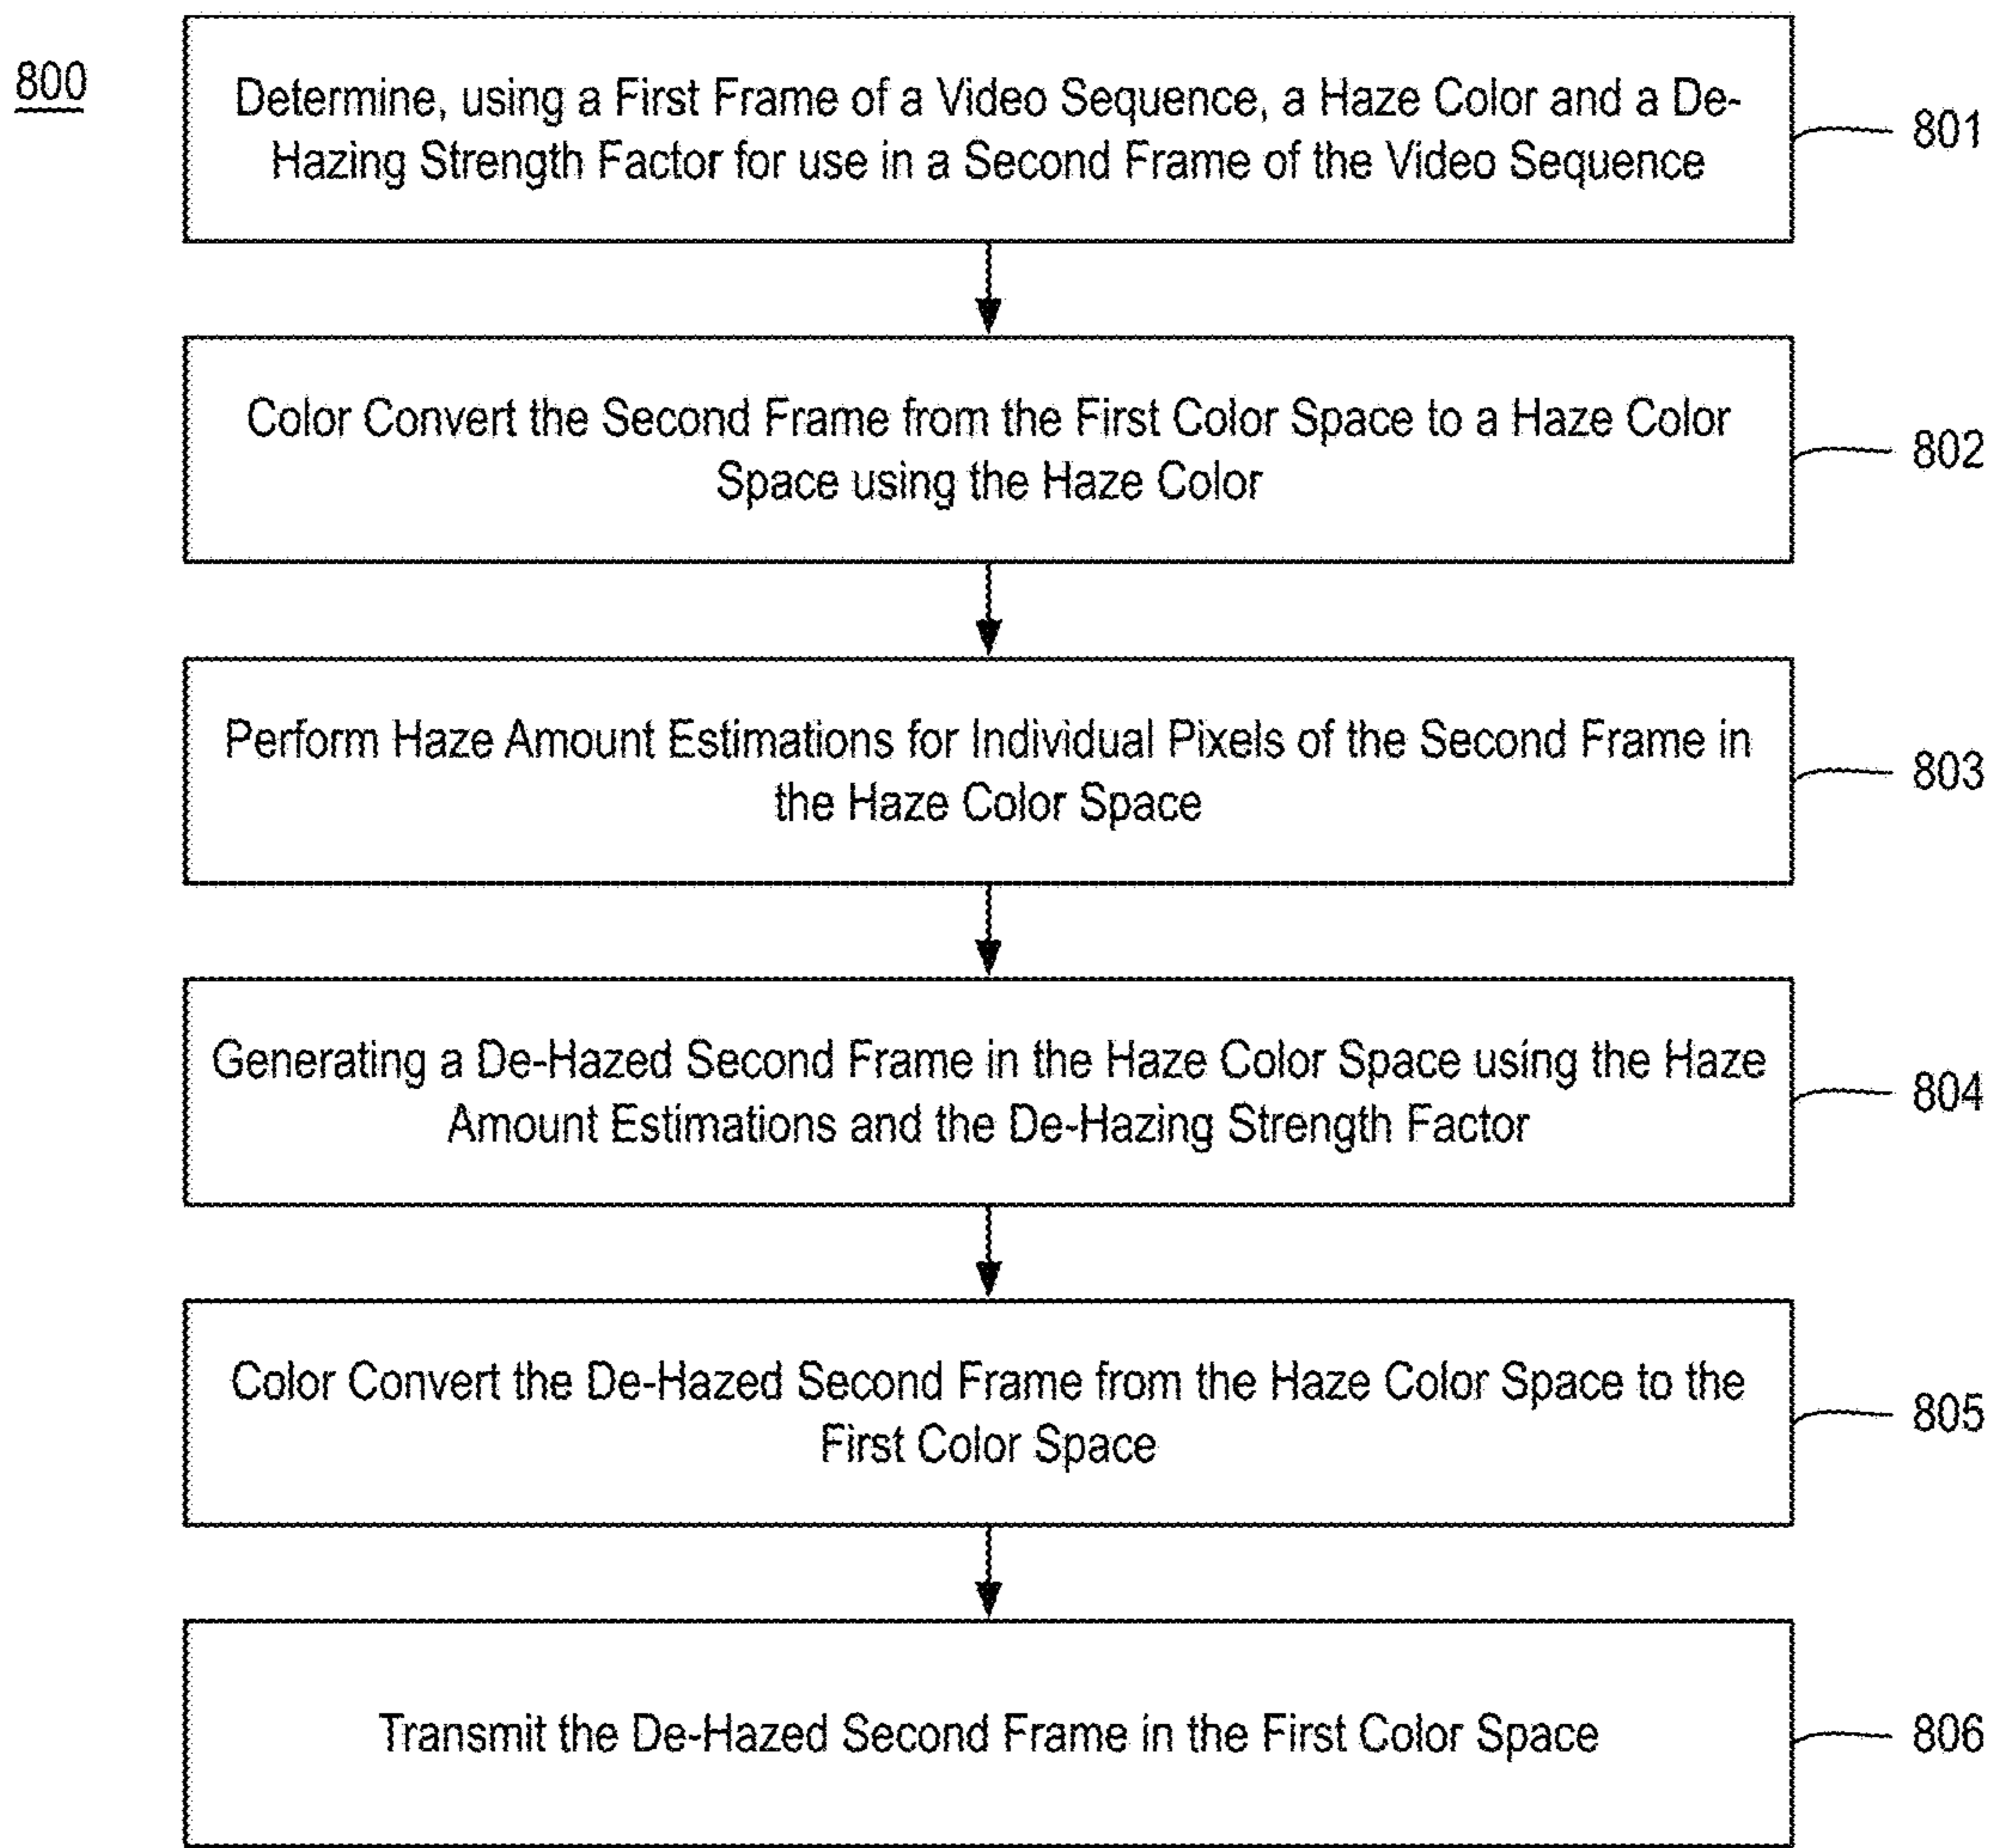 800
Determine, using a First Frame of a Video Sequence, a Haze Color and a De-
Hazing Strength Factor for use in a Second Frame of the Video Sequence
801
Color Convert the Second Frame from the First Color Space to a Haze Color
Space using the Haze Color
802
Perform Haze Amount Estimations for Individual Pixels of the Second Frame in
the Haze Color Space
803
Generating a De-Hazed Second Frame in the Haze Color Space using the Haze
Amount Estimations and the De-Hazing Strength Factor
804
Color Convert the De-Hazed Second Frame from the Haze Color Space to the
First Color Space
805
Transmit the De-Hazed Second Frame in the First Color Space
806